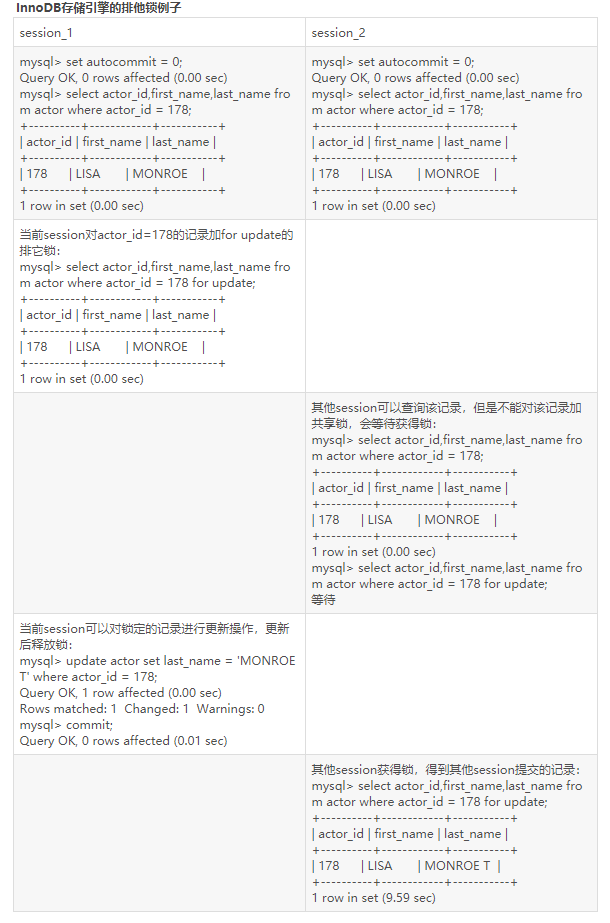 InnoDB存储引擎的排他锁例子
session_1
session_2
mysql> set autocommit = 0;
Query OK, 0 rows affected (0.00 sec)
mysql> select actor_id,first_name,last_name fro
m actor where actor_id = 178;
+----------+------------+-----------+
| actor_id | first_name | last_name |
+----------+------------+-----------+
| 178 | LISA | MONROE |
+----------+------------+-----------+
1 row in set (0.00 sec)
mysql> set autocommit = 0;
Query OK, 0 rows affected (0.00 sec)
mysql> select actor_id,first_name,last_name fro
m actor where actor_id = 178;
+----------+------------+-----------+
| actor_id | first_name | last_name |
+----------+------------+-----------+
| 178 | LISA | MONROE |
+----------+------------+-----------+
1 row in set (0.00 sec)
当前session对actor_id=178的记录加for update的
排它锁：
mysql> select actor_id,first_name,last_name fro
m actor where actor_id = 178 for update;
+----------+------------+-----------+
| actor_id | first_name | last_name |
+----------+------------+-----------+
| 178 | LISA | MONROE |
+----------+------------+-----------+
1 row in set (0.00 sec)
其他session可以查询该记录，但是不能对该记录加
共享锁，会等待获得锁：
mysql> select actor_id,first_name,last_name fro
m actor where actor_id = 178;
+----------+------------+-----------+
| actor_id | first_name | last_name |
+----------+------------+-----------+
| 178 | LISA | MONROE |
+----------+------------+-----------+
1 row in set (0.00 sec)
mysql> select actor_id,first_name,last_name fro
m actor where actor_id = 178 for update;
等待
当前session可以对锁定的记录进行更新操作，更新
后释放锁：
mysql> update actor set last_name = 'MONROE
T' where actor_id = 178;
Query OK, 1 row affected (0.00 sec)
Rows matched: 1 Changed: 1 Warnings: 0
mysql> commit;
Query OK, 0 rows affected (0.01 sec)
其他session获得锁，得到其他session提交的记录：
mysql> select actor_id,first_name,last_name fro
m actor where actor_id = 178 for update;
+----------+------------+-----------+
| actor_id | first_name | last_name |
+----------+------------+-----------+
| 178 | LISA | MONROE T |
+----------+------------+-----------+
1 row in set (9.59 sec)